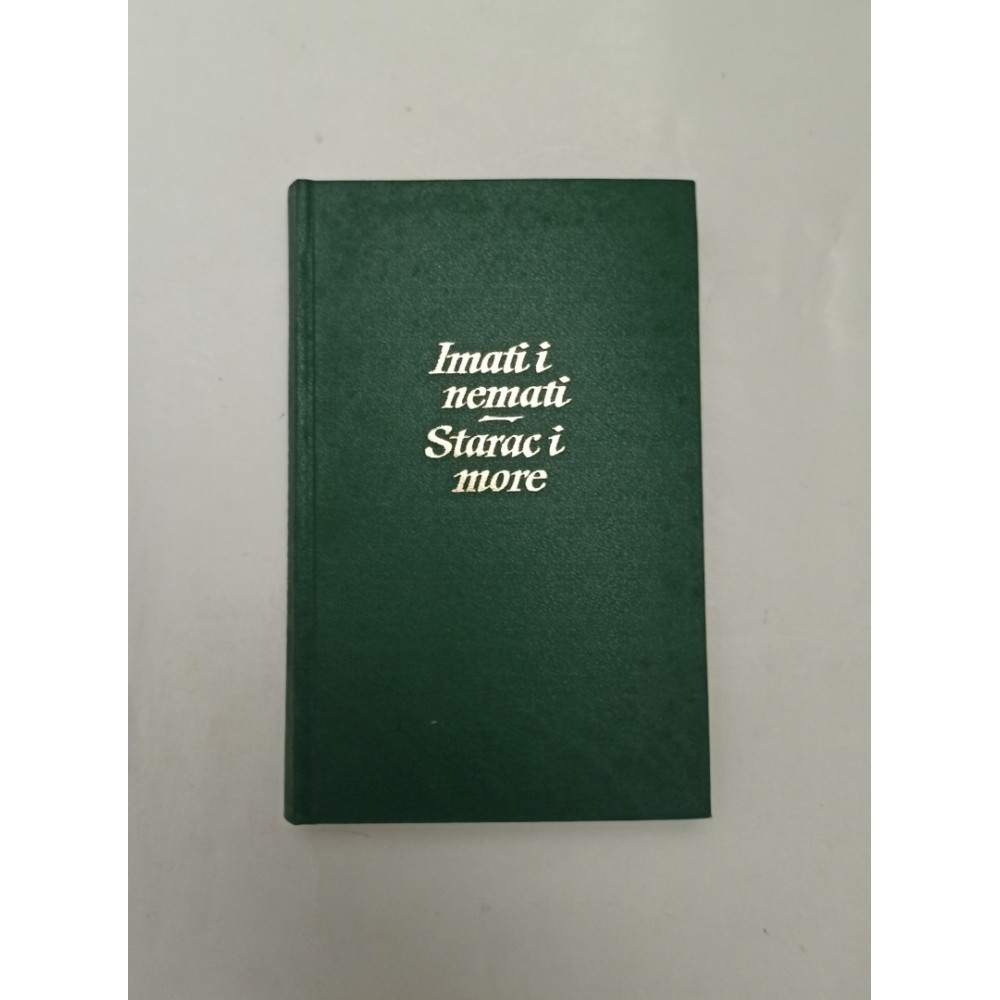 Imati i
nemati
Starac i
more